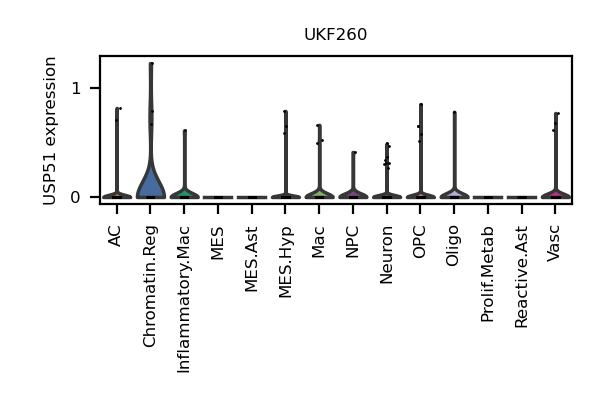 UKF260
USP51 expression
1
0
AC
Chromatin.Reg
Inflammatory.Mac
MES
MES.Ast
MES.Hyp
Mac
NPC
Neuron
OPC
Oligo
Prolif.Metab
Reactive.Ast
Vasc